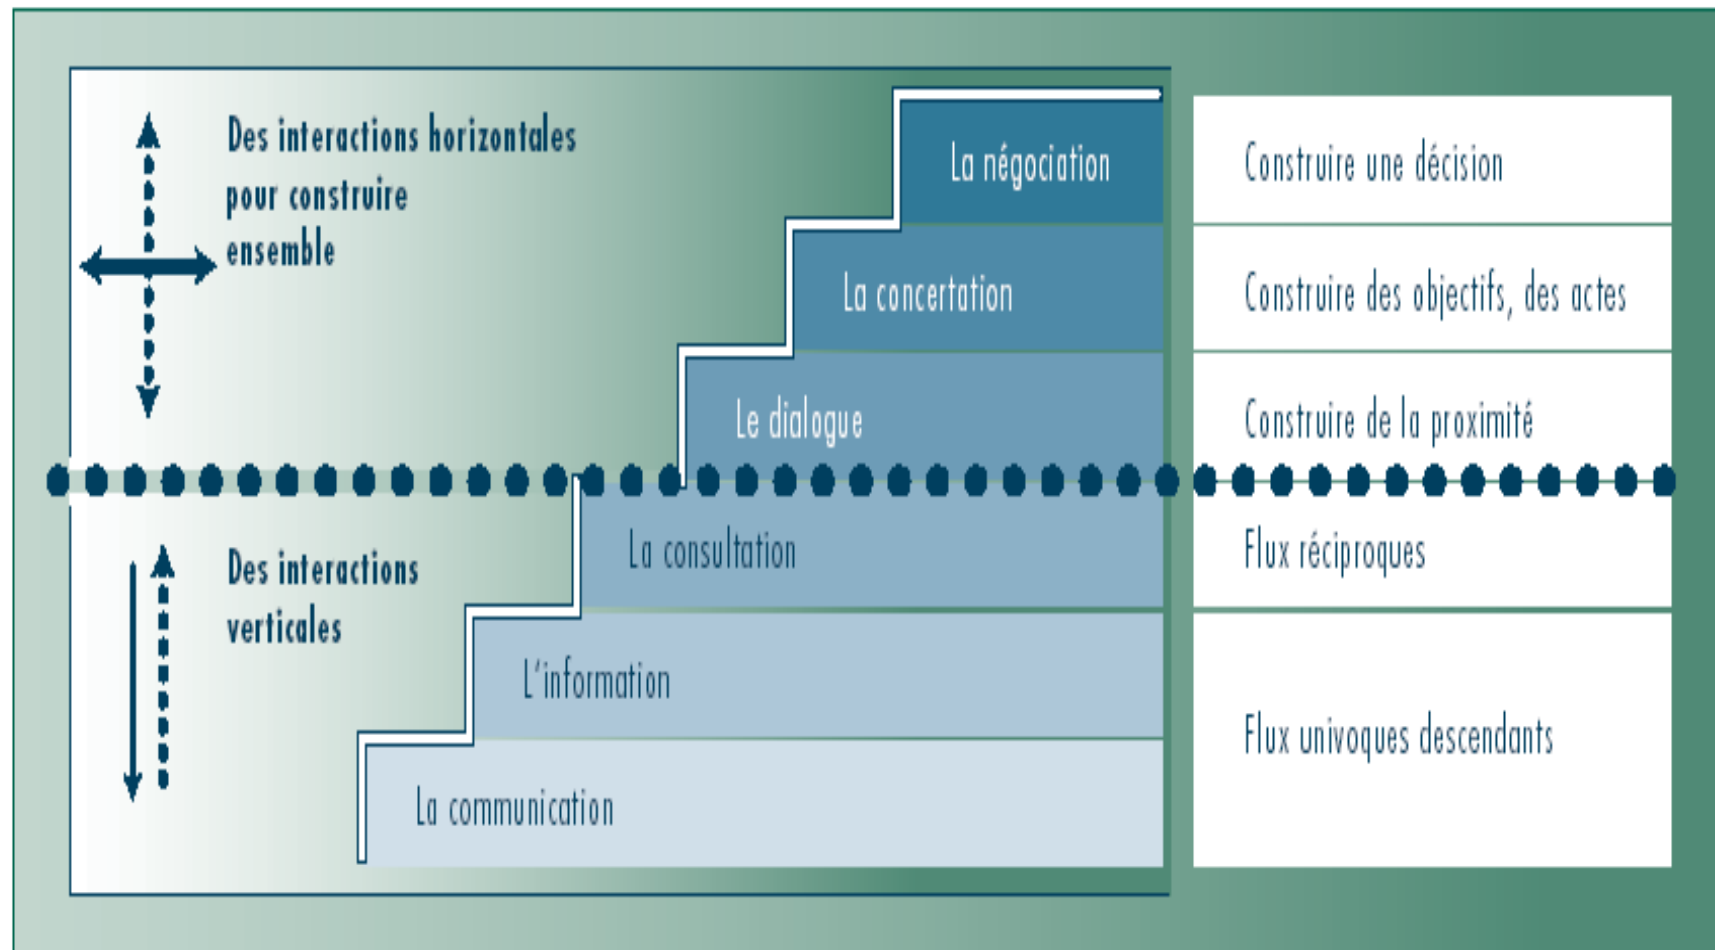 Des interactions horizontales
pour construire
ensemble
La négociation
Construire une décision
La concertation
Construire des objectifs, des actes
Le dialogue
Construire de la proximité
Des interactions
verticales
La consultation
Flux réciproques
L'information
Flux univoques descendants
La communication